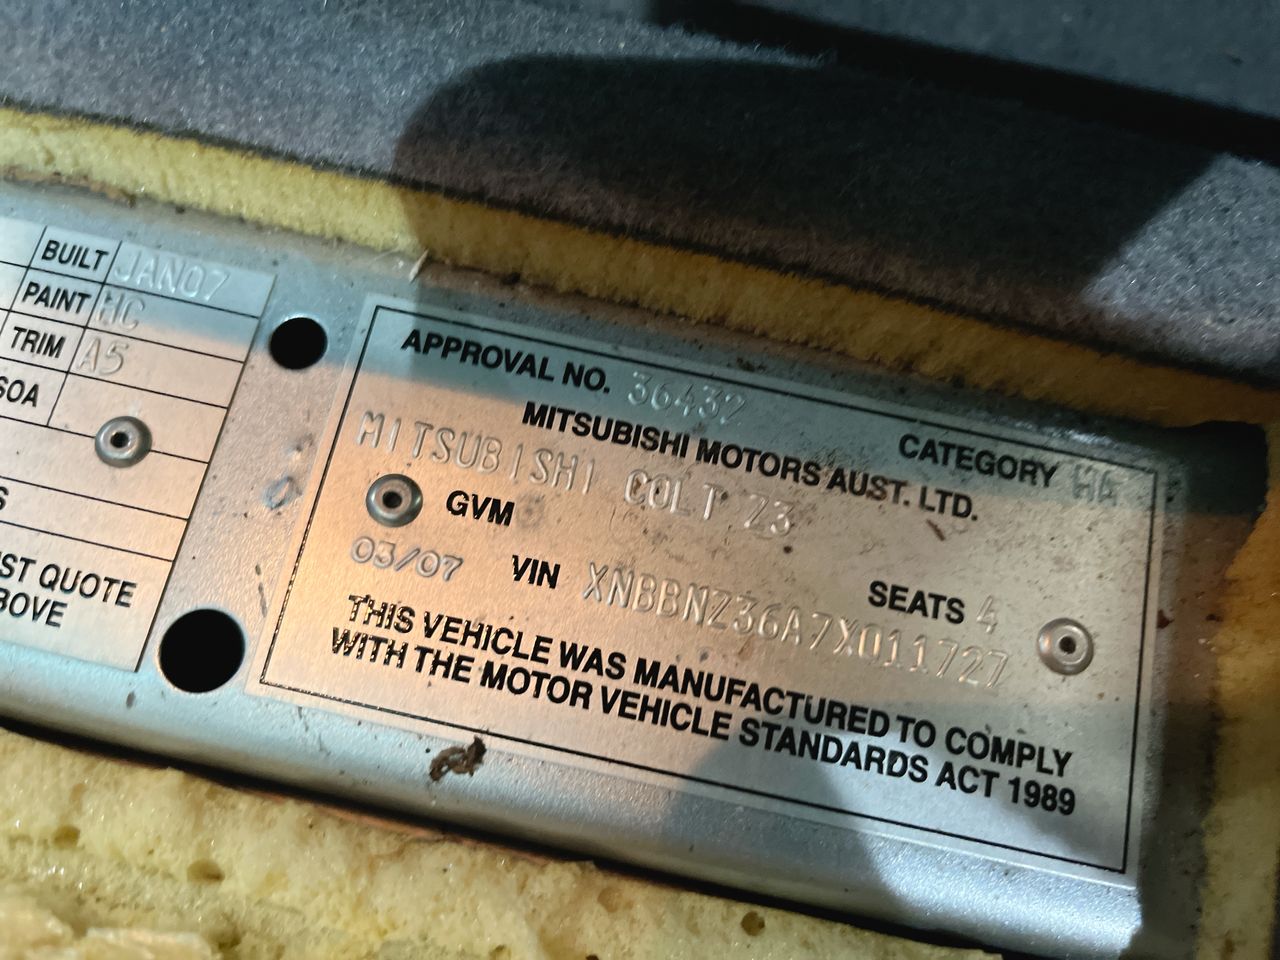 BUILT JAN07
PAINT HC
TRIM A5
SOA
S
ST QUOTE
BOVE
APPROVAL NO. 36432 CATEGORY
MITSUBISHI MOTORS AUST. LTD.
MITSUBISHI COLT Z3
GVM SEATS 4
03/07 VIN XNBBNZ36A7X011727
THIS VEHICLE WAS MANUFACTURED TO COMPLY
WITH THE MOTOR VEHICLE STANDARDS ACT 1989